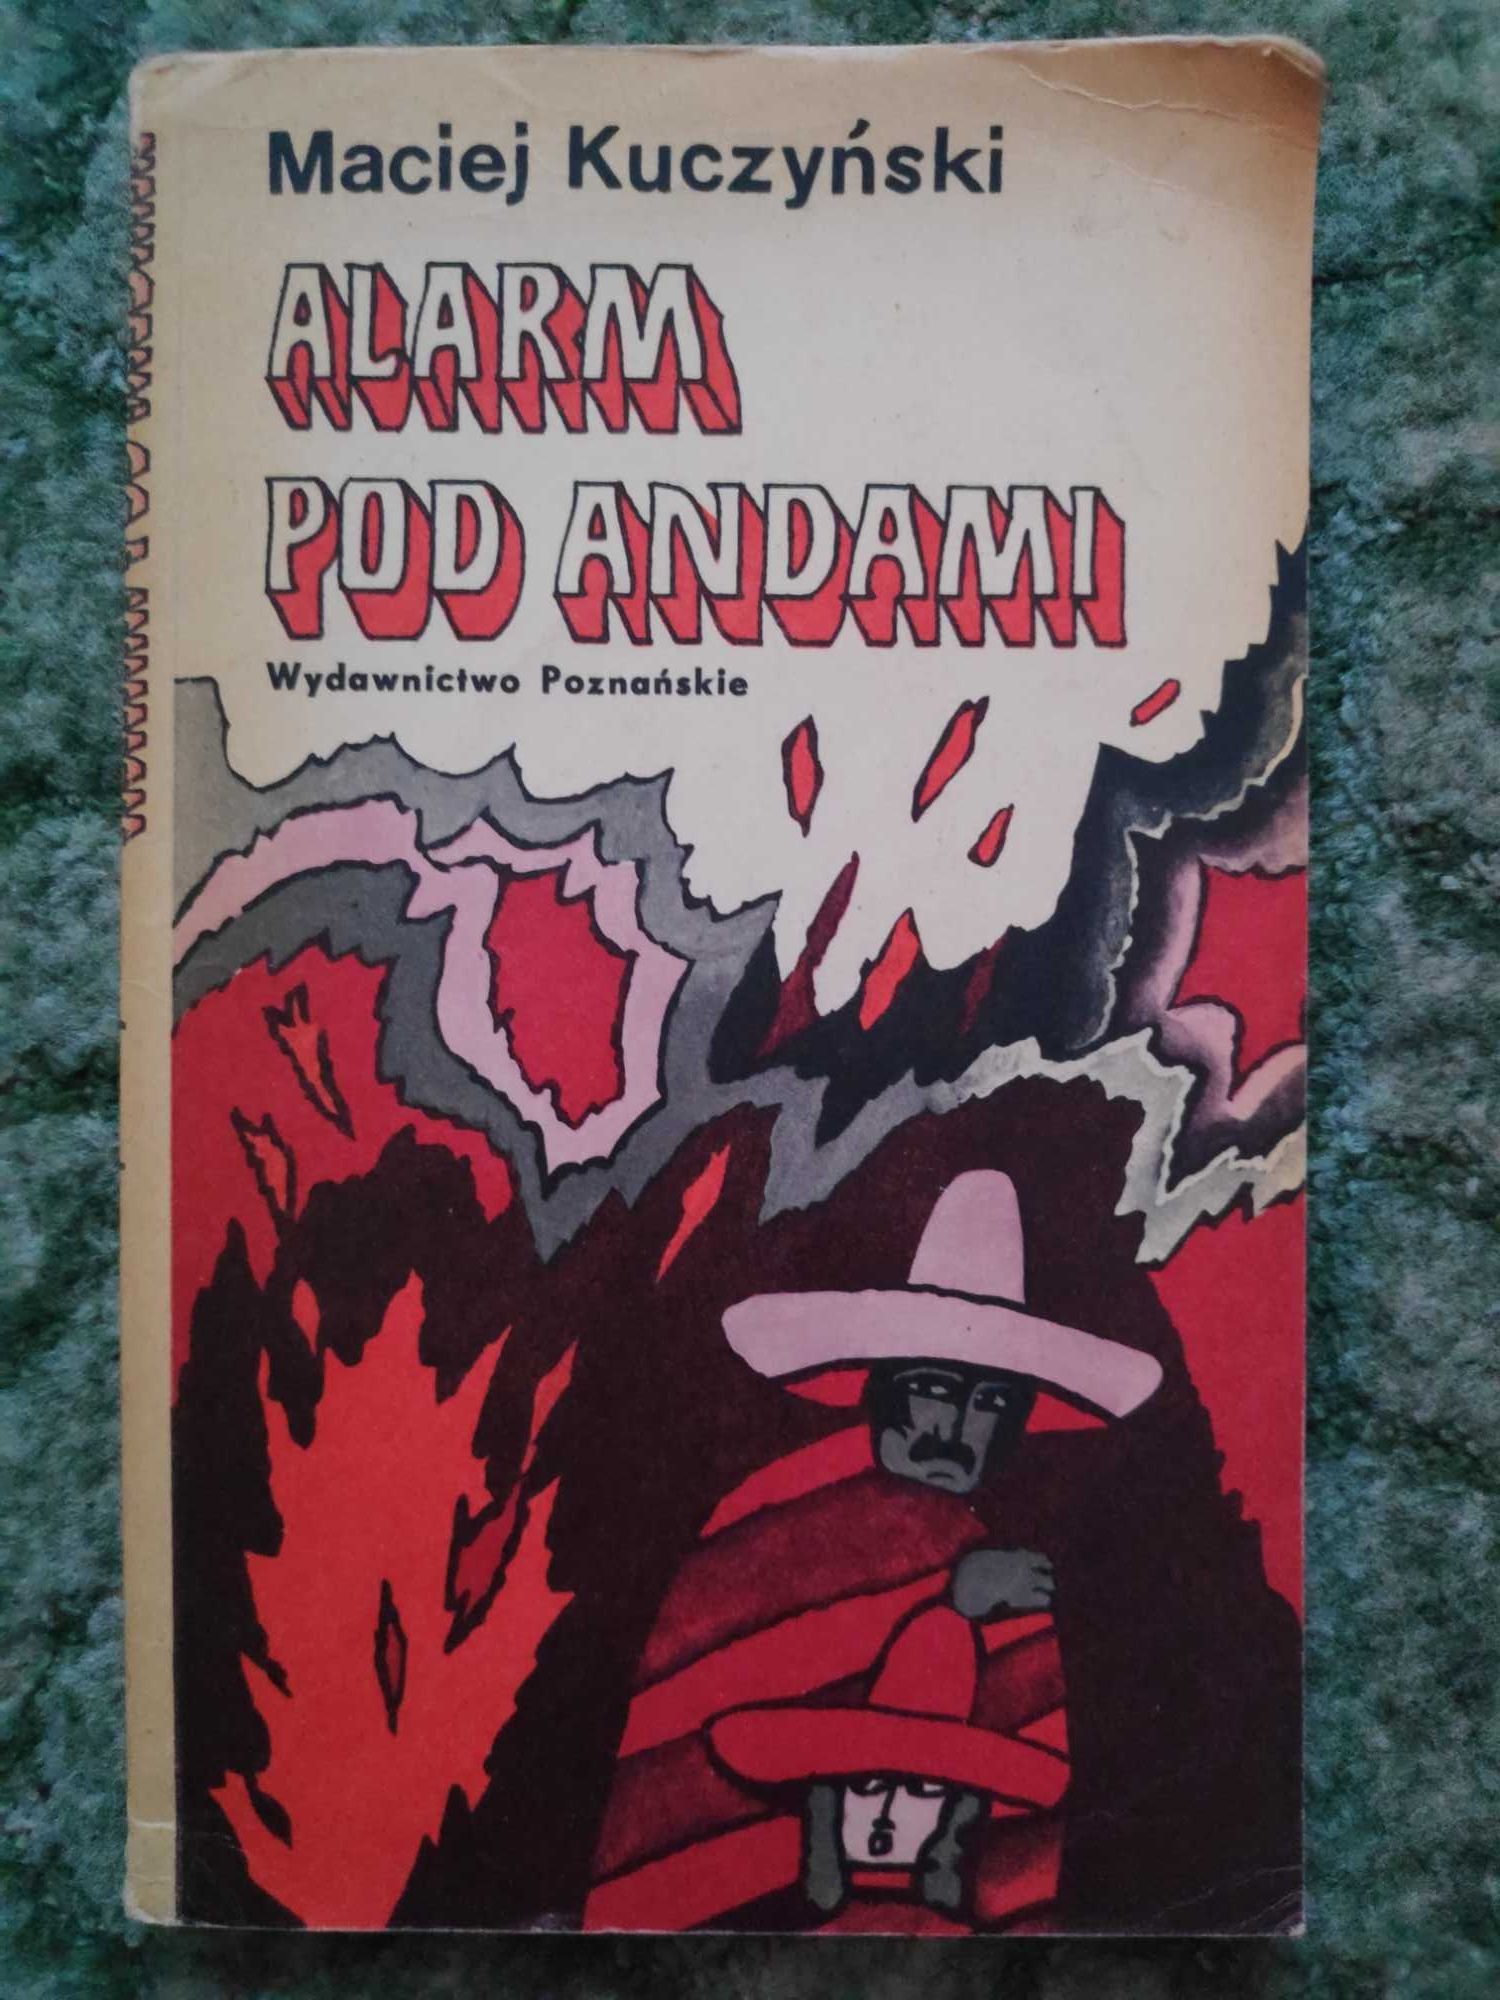 Maciej Kuczyński
ALARM
POD ANDAMI
Wydawnictwo Poznańskie